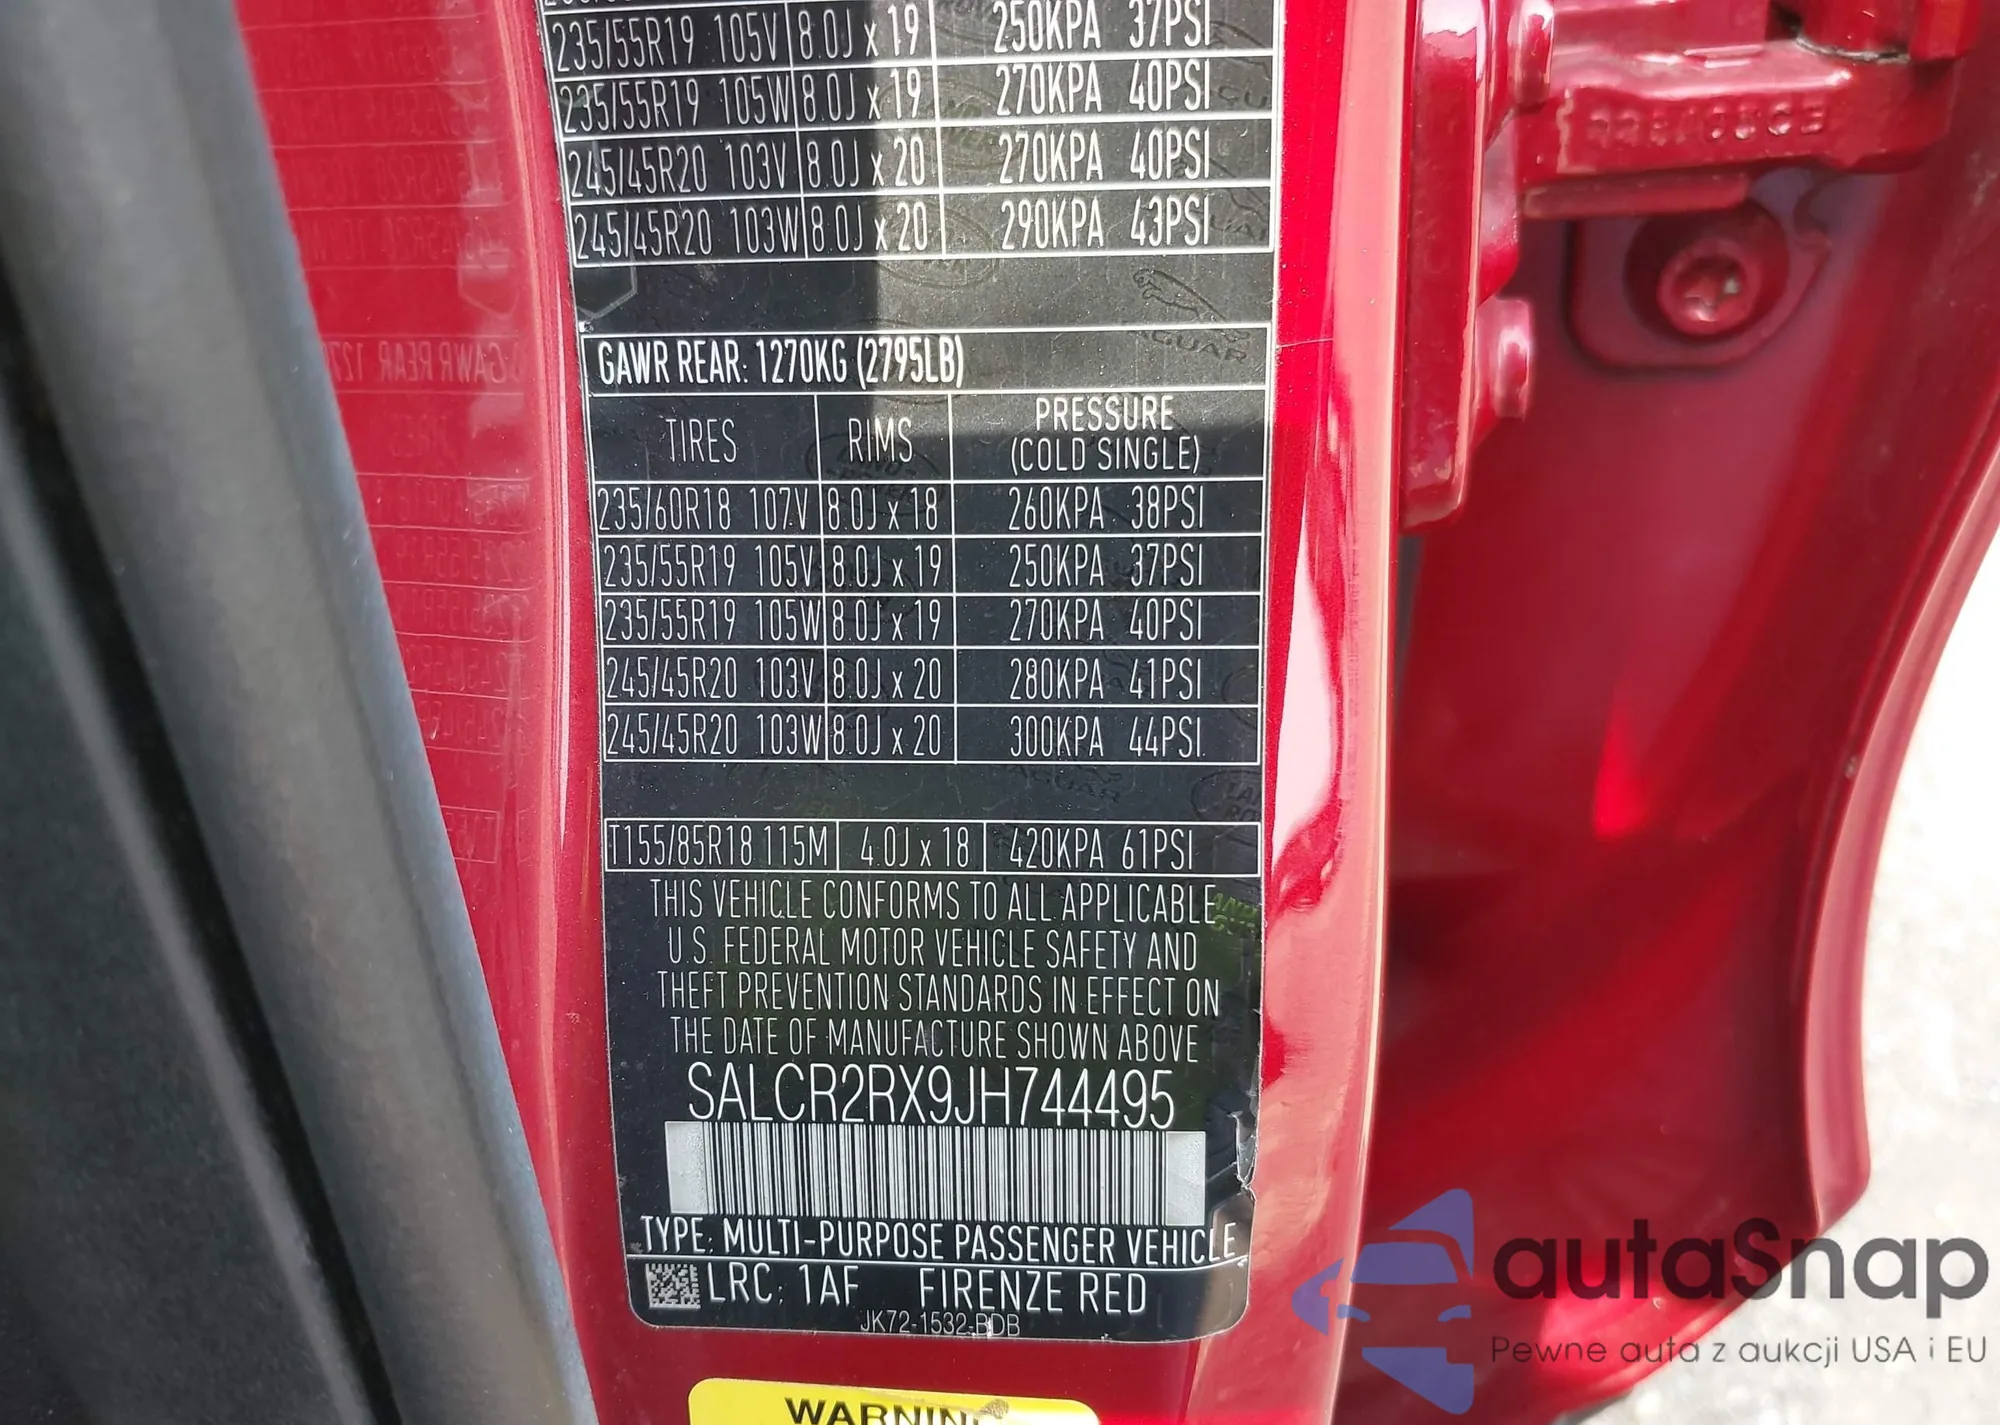 235/55R19 105V 8.0J x 19 250KPA 37PSI
235/55R19 105W 8.0J x 19 270KPA 40PSI
245/45R20 103V 8.0J x 20 270KPA 40PSI
245/45R20 103W 8.0J x 20 290KPA 43PSI
JAGUAR
GAWR REAR: 1270KG (2795LB)
TIRES RIMS PRESSURE
(COLD SINGLE)
235/60R18 107V 8.0J x 18 260KPA 38PSI
235/55R19 105V 8.0J x 19 250KPA 37PSI
235/55R19 105W 8.0J x 19 270KPA 40PSI
245/45R20 103V 8.0J x 20 280KPA 41PSI
245/45R20 103W 8.0J x 20 300KPA 44PSI
T155/85R18 115M 4.0J x 18 420KPA 61PSI
THIS VEHICLE CONFORMS TO ALL APPLICABLE
U.S. FEDERAL MOTOR VEHICLE SAFETY AND
THEFT PREVENTION STANDARDS IN EFFECT ON
THE DATE OF MANUFACTURE SHOWN ABOVE
SALCR2RX9JH744495
TYPE: MULTI-PURPOSE PASSENGER VEHICLE
LRC: 1AF FIRENZE RED
JK72-1532-BDB
WARNING
autaSnap
Pewne auta z aukcji USA i EU